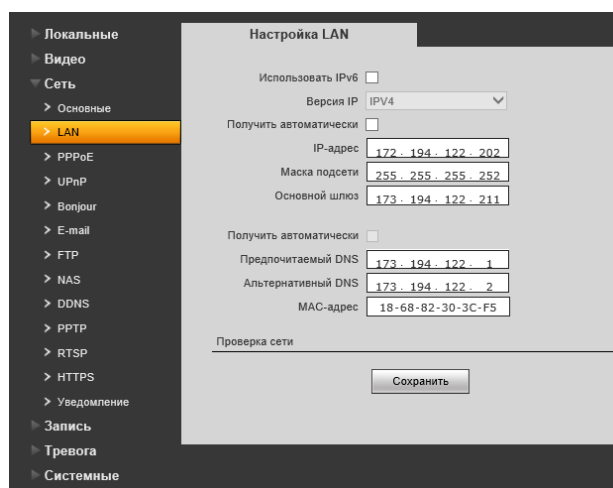 Локальные
Видео
Сеть
Основные
LAN
PPPoE
UPnP
Bonjour
E-mail
FTP
NAS
DDNS
PPTP
RTSP
HTTPS
Уведомление
Запись
Тревога
Системные
Настройка LAN
Использовать IPv6
Версия IP IPV4
Получить автоматически
IP-адрес 172 . 194 . 122 . 202
Маска подсети 255 . 255 . 255 . 252
Основной шлюз 173 . 194 . 122 . 211
Получить автоматически
Предпочитаемый DNS 173 . 194 . 122 . 1
Альтернативный DNS 173 . 194 . 122 . 2
MAC-адрес 18-68-82-30-3C-F5
Проверка сети
Сохранить